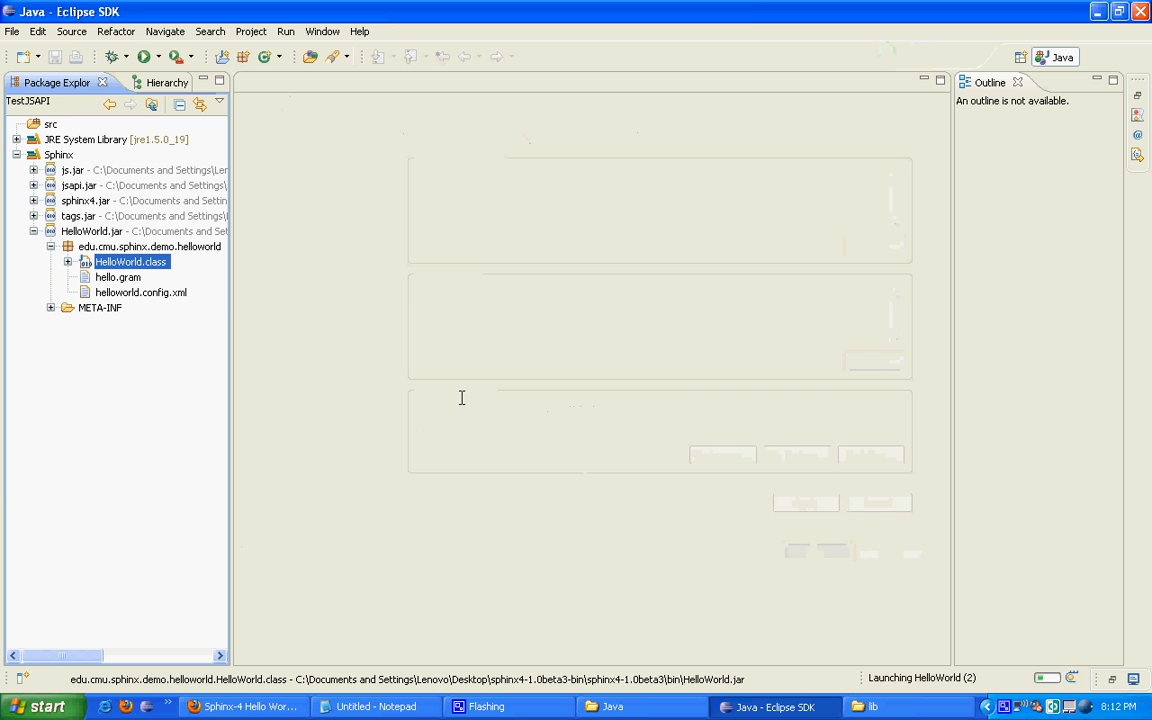 Java - Eclipse SDK
File Edit Source Refactor Navigate Search Project Run Window Help
Java
Package Explor
Hierarchy
TestJSAPI
src
JRE System Library [jre1.5.0_19]
Sphinx
js.jar - C:\Documents and Settings\Ler
jsapi.jar - C:\Documents and Settings\
sphinx4.jar - C:\Documents and Settin
tags.jar - C:\Documents and Settings\L
HelloWorld.jar - C:\Documents and Set
edu.cmu.sphinx.demo.helloworld
HelloWorld.class
hello.gram
helloworld.config.xml
META-INF
Outline
An outline is not available.
edu.cmu.sphinx.demo.helloworld.HelloWorld.class - C:\Documents and Settings\Lenovo\Desktop\sphinx4-1.0beta3-bin\sphinx4-1.0beta3\bin\HelloWorld.jar
Launching HelloWorld (2)
start
Sphinx-4 Hello Wor...
Untitled - Notepad
Flashing
Java
Java - Eclipse SDK
lib
8:12 PM